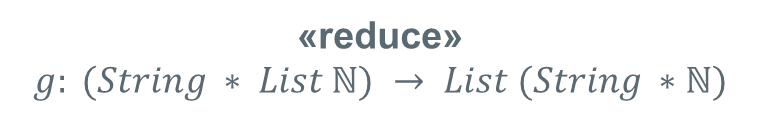 «reduce»
g: (String * List ℕ) → List (String * ℕ)